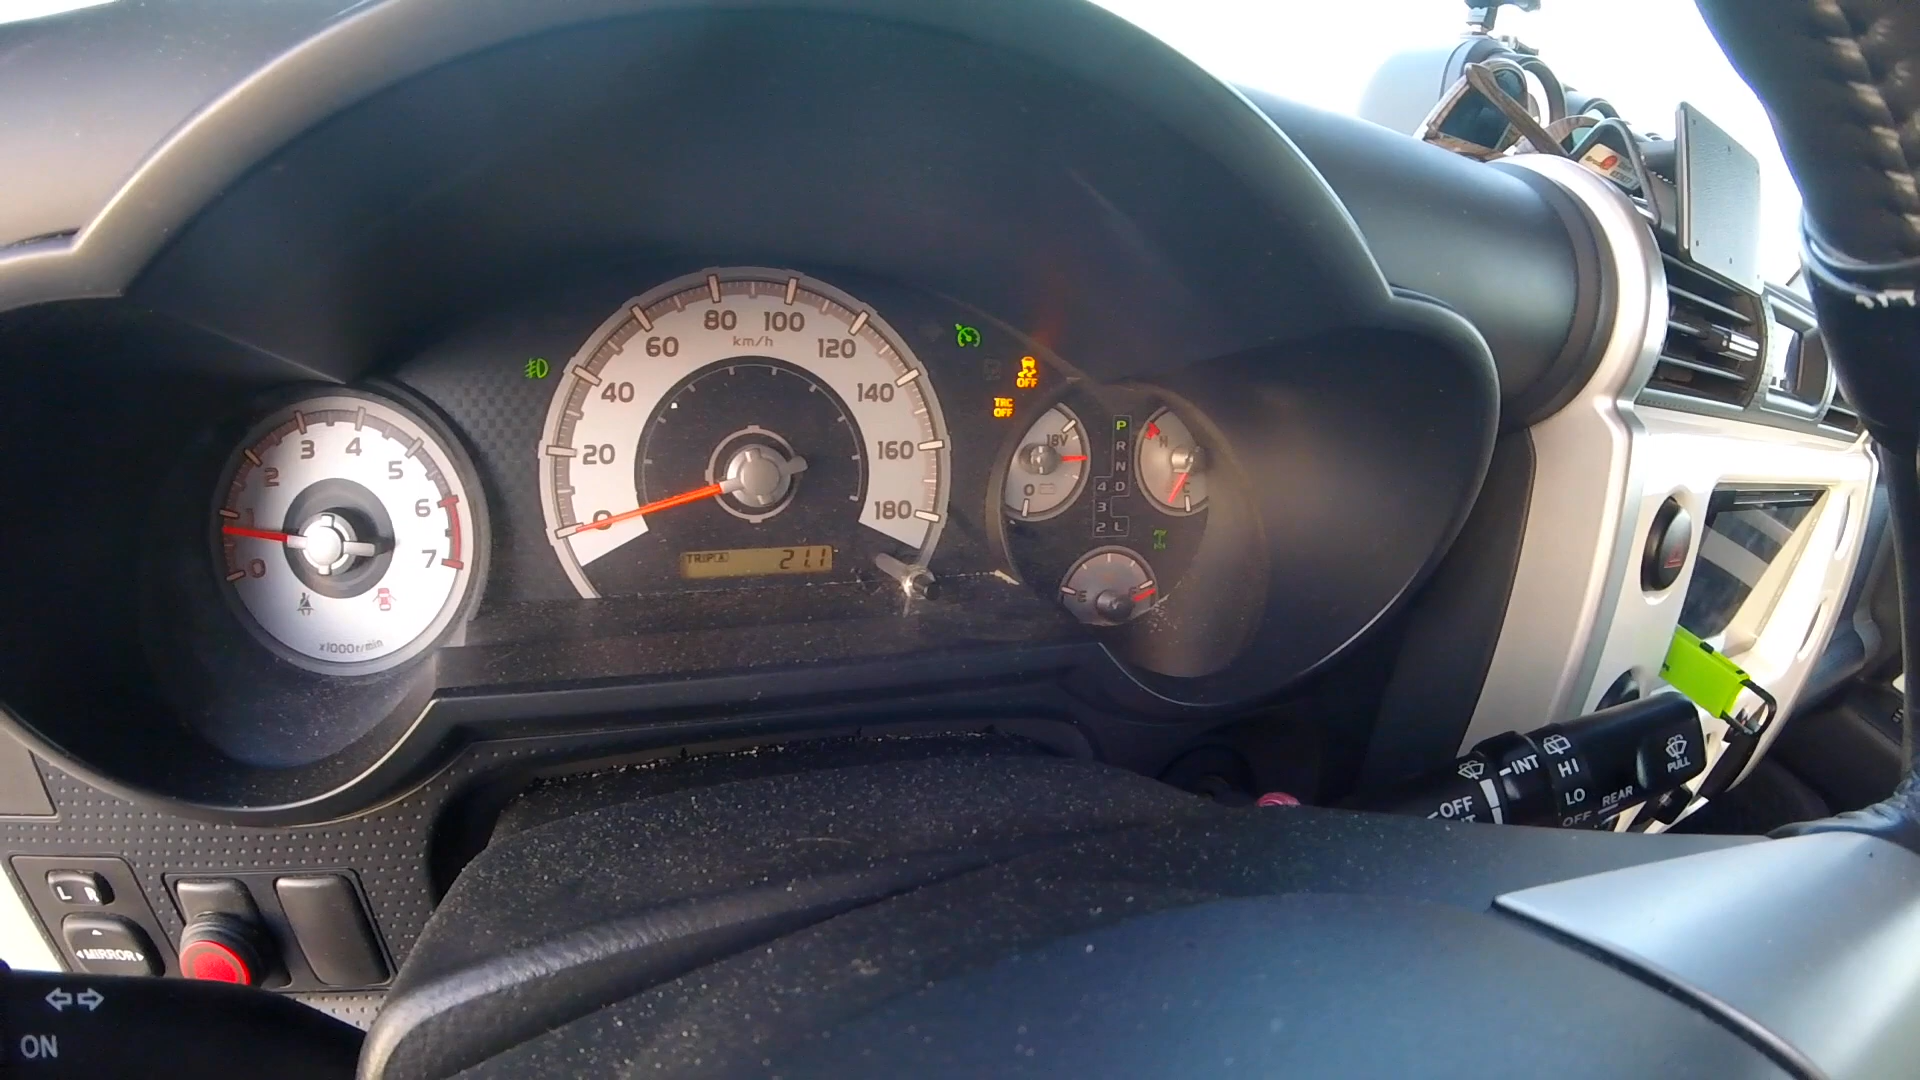 80 100
km/h
60 120
40 140
20 160
0 180
TRIP A 21.1
TRC
OFF
OFF
3 4
2 5
1 6
0 7
x1000r/min
18V
0
P
R
N
4 D
3
2 L
H
E F
INT
HI
LO
OFF
REAR
OFF
PULL
L R
MIRROR
ON